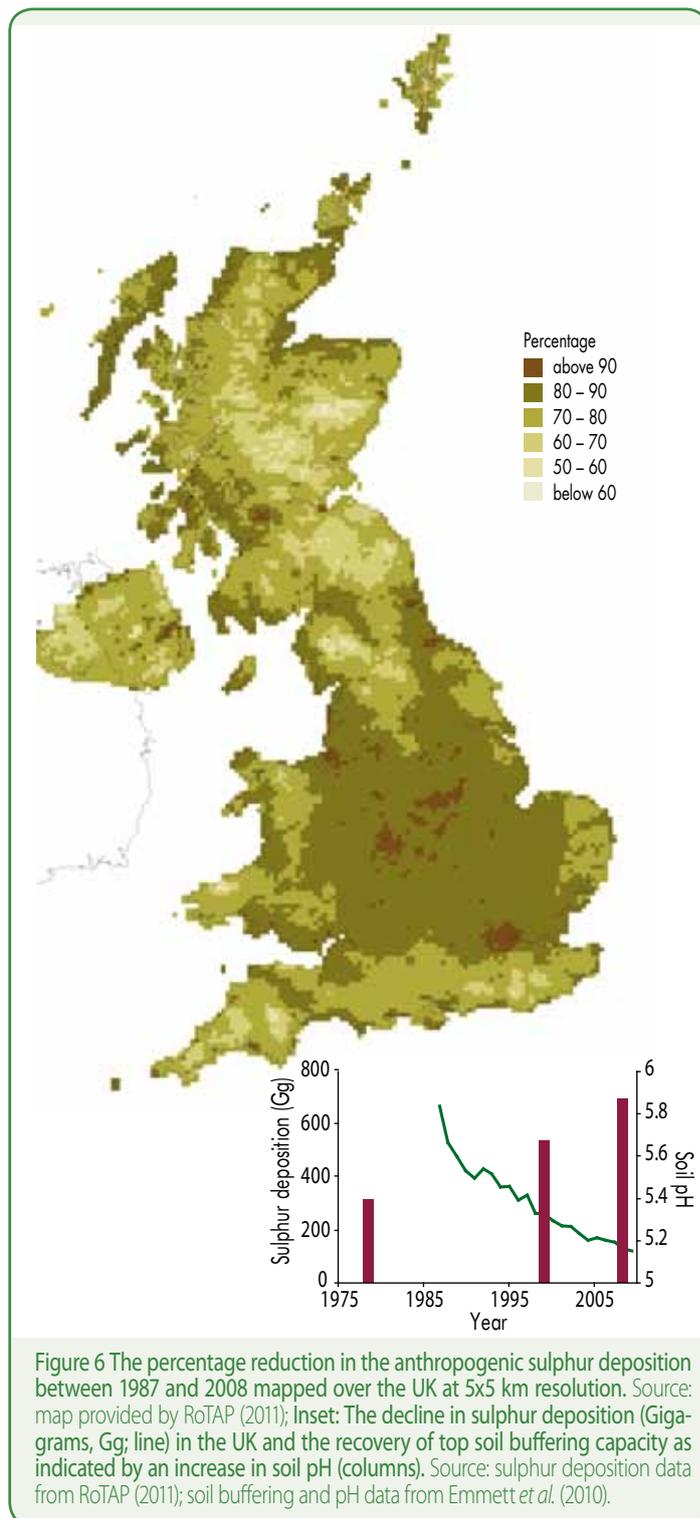 Percentage
above 90
80 – 90
70 – 80
60 – 70
50 – 60
below 60
Sulphur deposition (Gg)
800
600
400
200
0
6
5.8
5.6
5.4
5.2
5
Soil pH
1975 1985 1995 2005
Year
Figure 6 The percentage reduction in the anthropogenic sulphur deposition
between 1987 and 2008 mapped over the UK at 5x5 km resolution. Source:
map provided by RoTAP (2011); Inset: The decline in sulphur deposition (Giga-
grams, Gg; line) in the UK and the recovery of top soil buffering capacity as
indicated by an increase in soil pH (columns). Source: sulphur deposition data
from RoTAP (2011); soil buffering and pH data from Emmett et al. (2010).